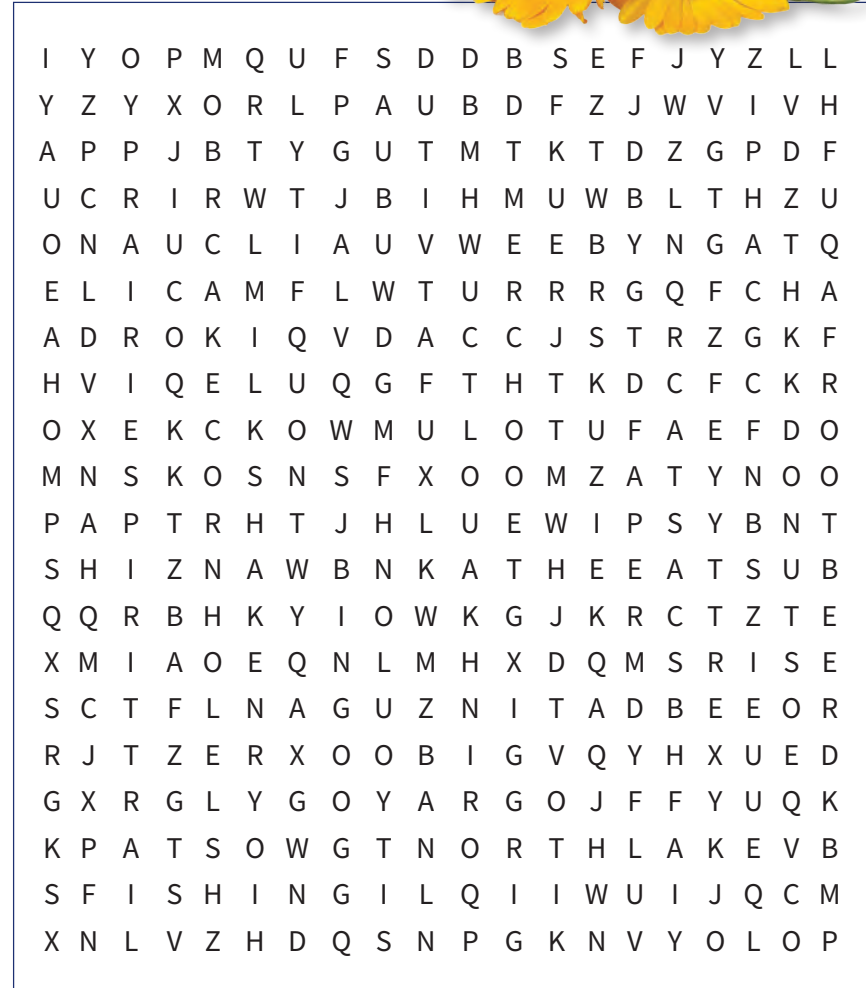 I Y O P M Q U F S D D B S E F J Y Z L L
Y Z Y X O R L P A U B D F Z J W V I V H
A P P J B T Y G U T M T K T D Z G P D F
U C R I R W T J B I H M U W B L T H Z U
O N A U C L I A U V W E E B Y N G A T Q
E L I C A M F L W T U R R R G Q F C H A
A D R O K I Q V D A C C J S T R Z G K F
H V I Q E L U Q G F T H T K D C F C K R
O X E K C K O W M U L O T U F A E F D O
M N S K O S N S F X O O M Z A T Y N O O
P A P T R H T J H L U E W I P S Y B N T
S H I Z N A W B N K A T H E E A T S U B
Q Q R B H K Y I O W K G J K R C T Z T E
X M I A O E Q N L M H X D Q M S R I S E
S C T F L N A G U Z N I T A D B E E O R
R J T Z E R X O O B I G V Q Y H X U E D
G X R G L Y G O Y A R G O J F F Y U Q K
K P A T S O W G T N O R T H L A K E V B
S F I S H I N G I L Q I I W U I J Q C M
X N L V Z H D Q S N P G K N V Y O L O P